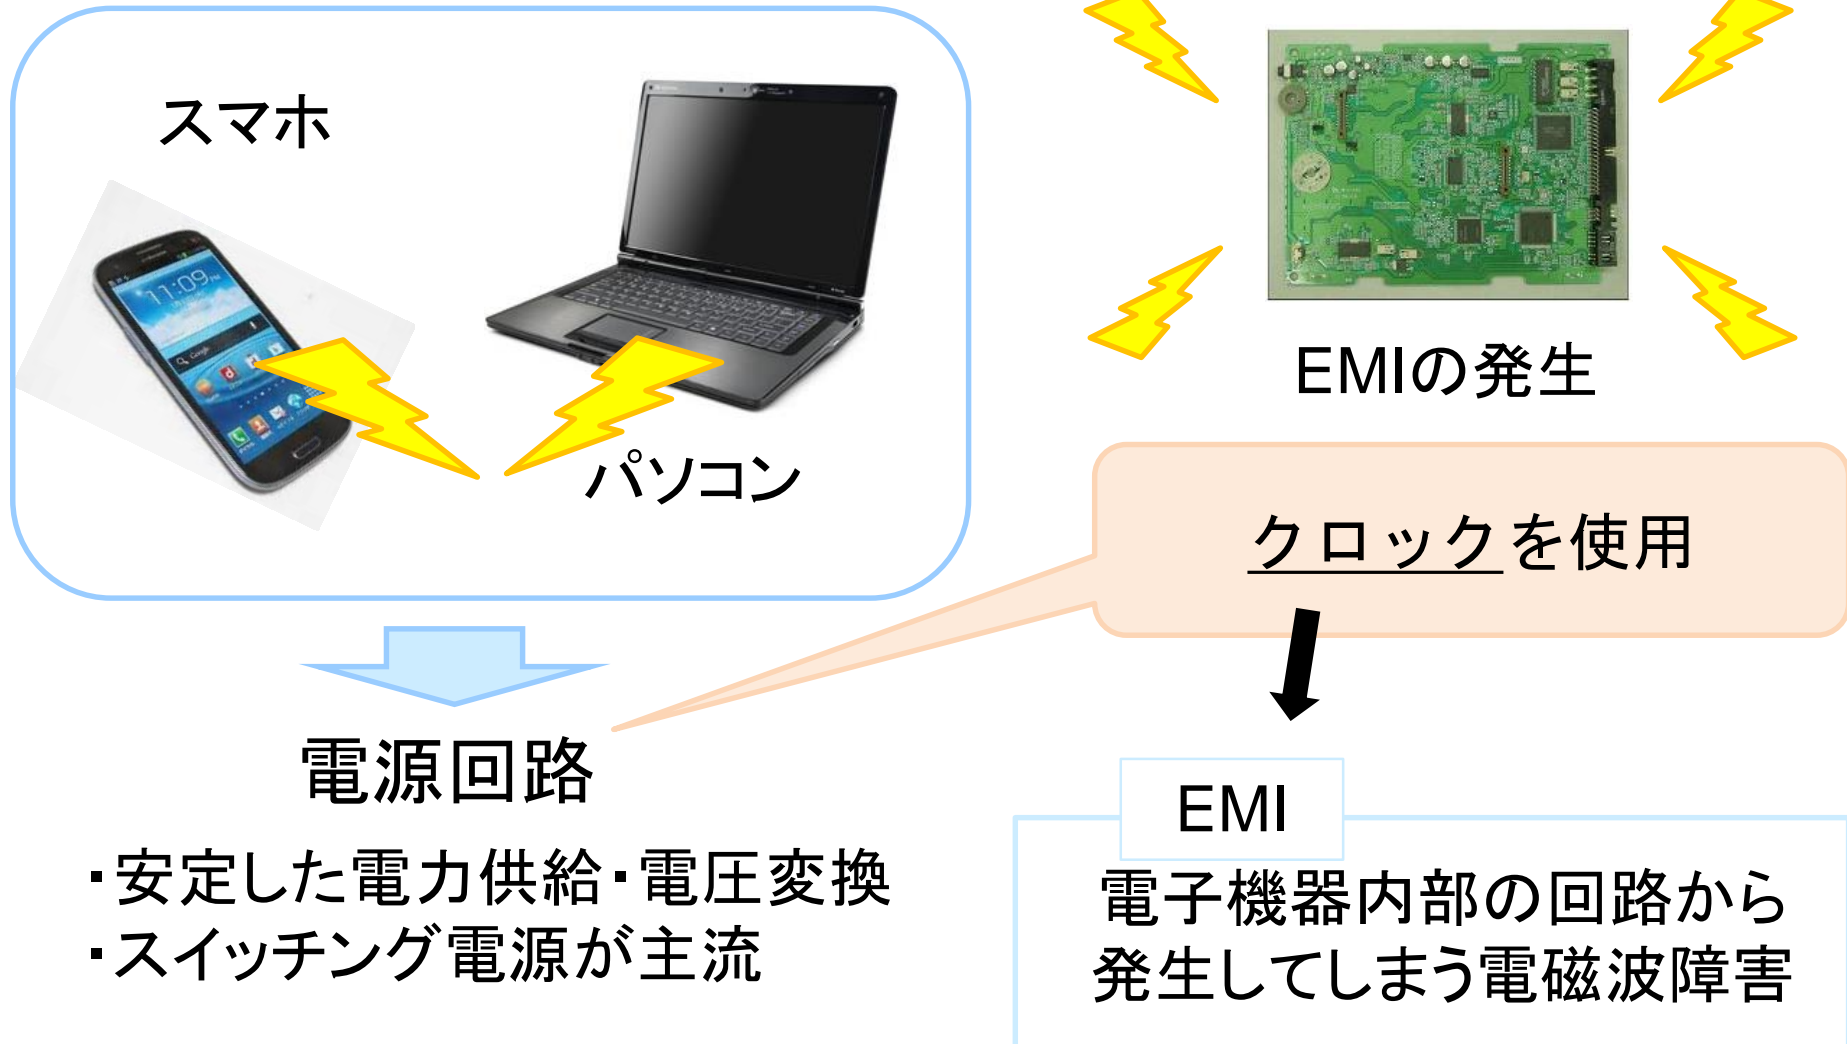 スマホ
11:09
Google
パソコン
EMIの発生
クロックを使用
電源回路
・安定した電力供給・電圧変換
・スイッチング電源が主流
EMI
電子機器内部の回路から
発生してしまう電磁波障害